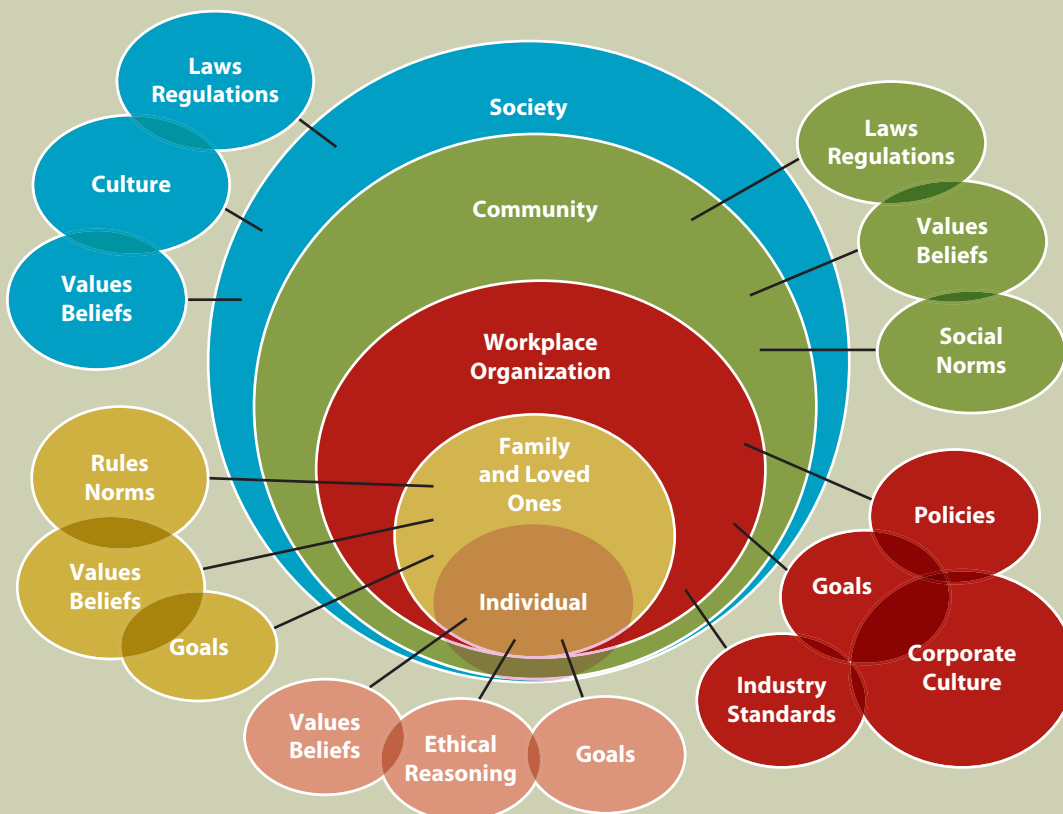 Laws
Regulations
Culture
Values
Beliefs
Society
Community
Workplace
Organization
Family
and Loved
Ones
Individual
Laws
Regulations
Values
Beliefs
Social
Norms
Rules
Norms
Values
Beliefs
Goals
Policies
Goals
Corporate
Culture
Industry
Standards
Values
Beliefs
Ethical
Reasoning
Goals